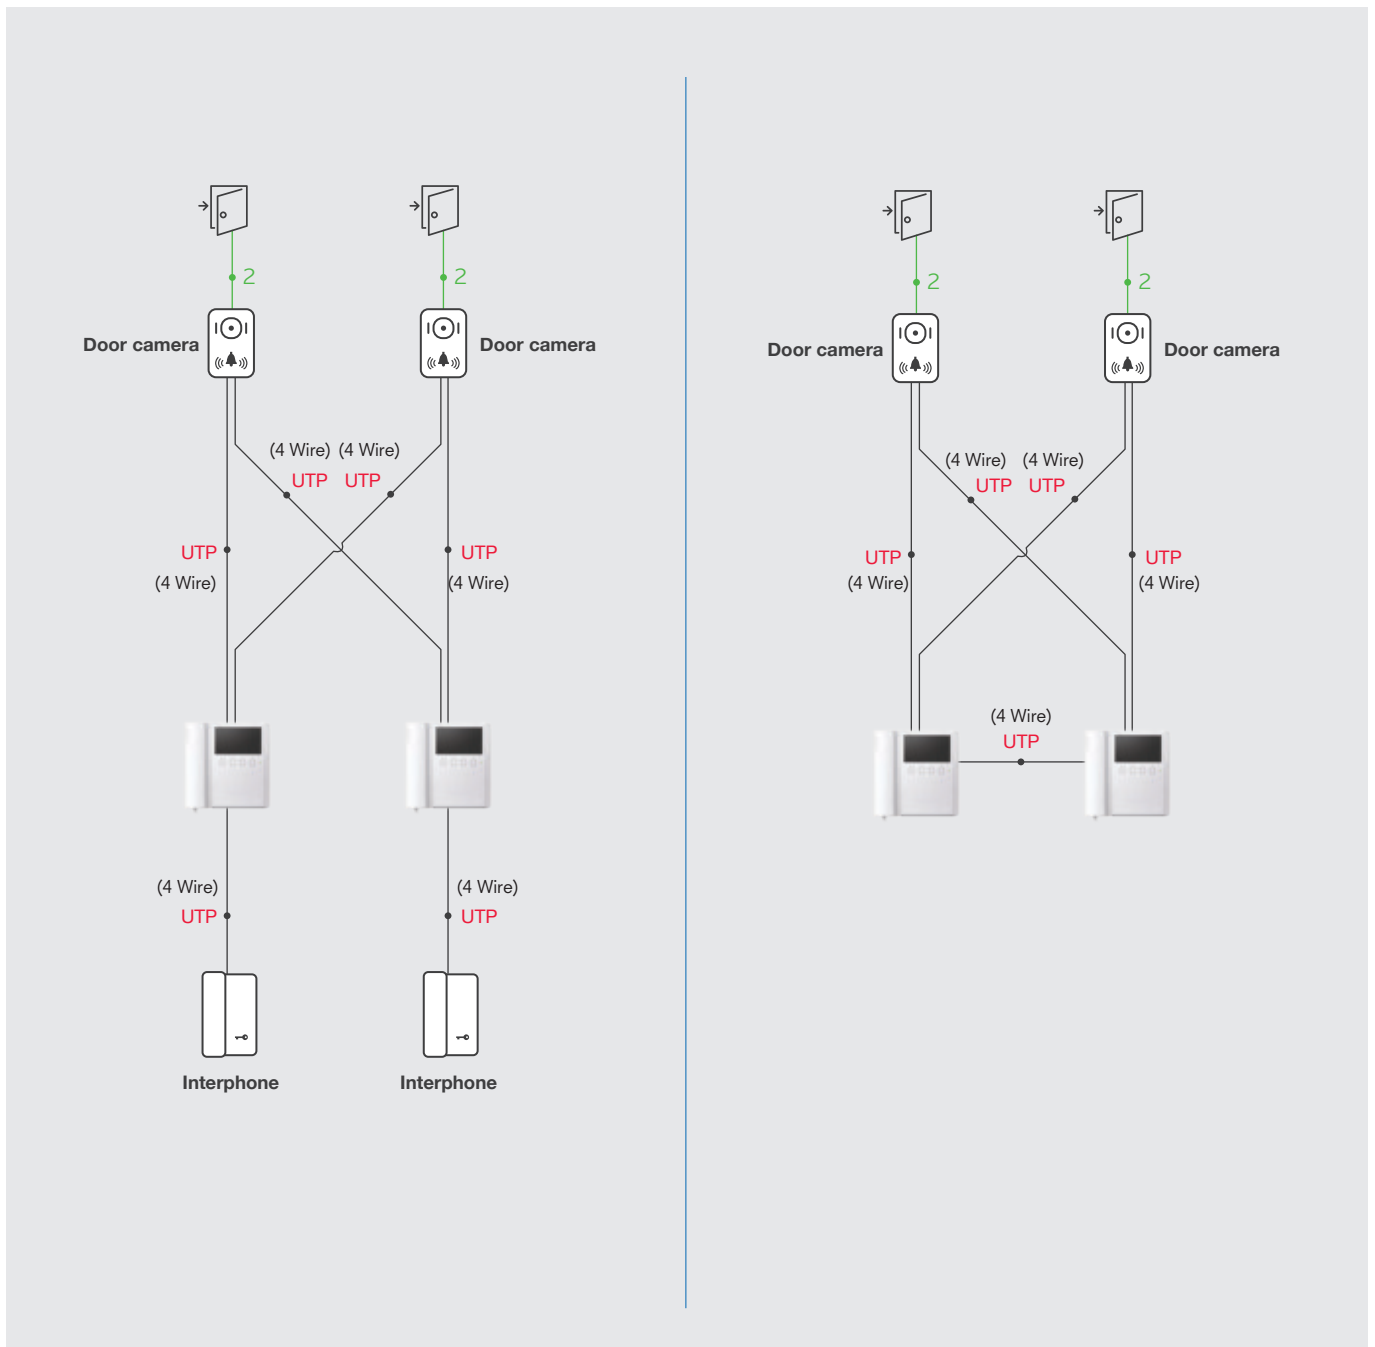 2
2
Door camera
Door camera
(4 Wire) (4 Wire)
UTP UTP
UTP
UTP
(4 Wire)
(4 Wire)
(4 Wire)
(4 Wire)
UTP
UTP
Interphone
Interphone
2
2
Door camera
Door camera
(4 Wire) (4 Wire)
UTP UTP
UTP
UTP
(4 Wire)
(4 Wire)
(4 Wire)
UTP